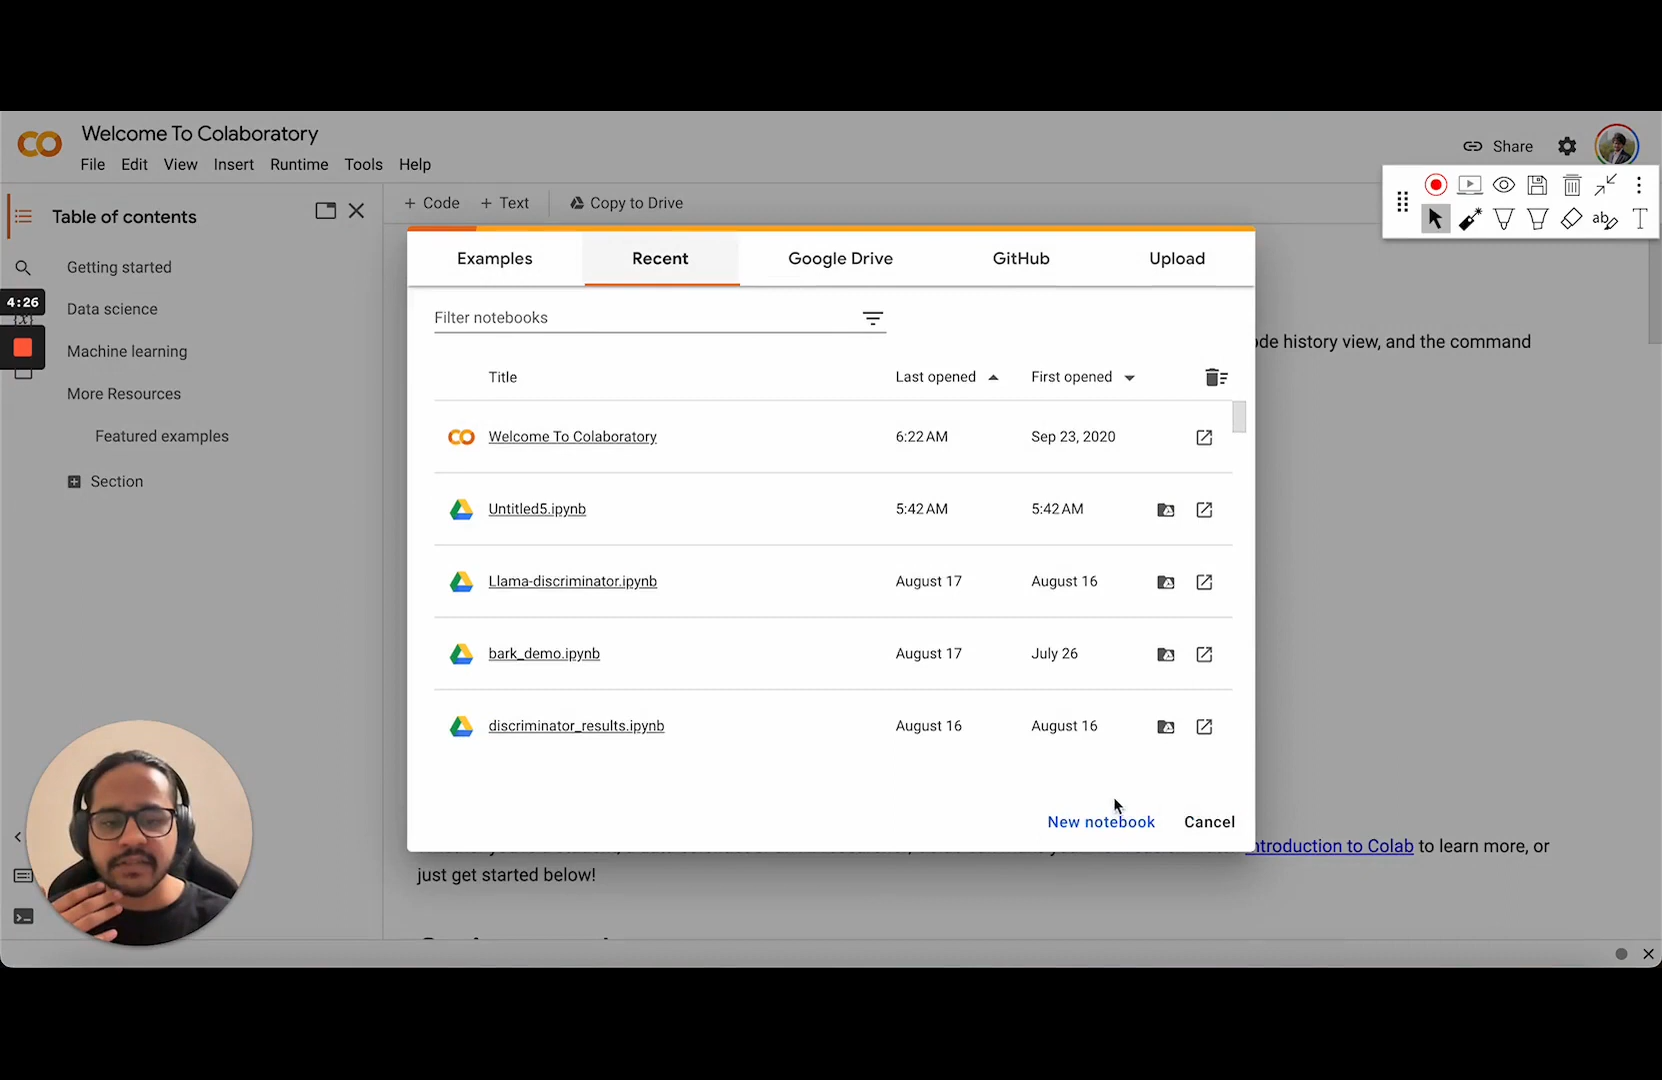 Welcome To Colaboratory
File Edit View Insert Runtime Tools Help
Share
Table of contents
+ Code + Text Copy to Drive
Getting started
Data science
Machine learning
More Resources
Featured examples
Section
4:26
Examples Recent Google Drive GitHub Upload
Filter notebooks
ode history view, and the command
Title Last opened First opened
Welcome To Colaboratory 6:22 AM Sep 23, 2020
Untitled5.ipynb 5:42 AM 5:42 AM
Llama-discriminator.ipynb August 17 August 16
bark_demo.ipynb August 17 July 26
discriminator_results.ipynb August 16 August 16
New notebook Cancel
ntroduction to Colab to learn more, or
just get started below!